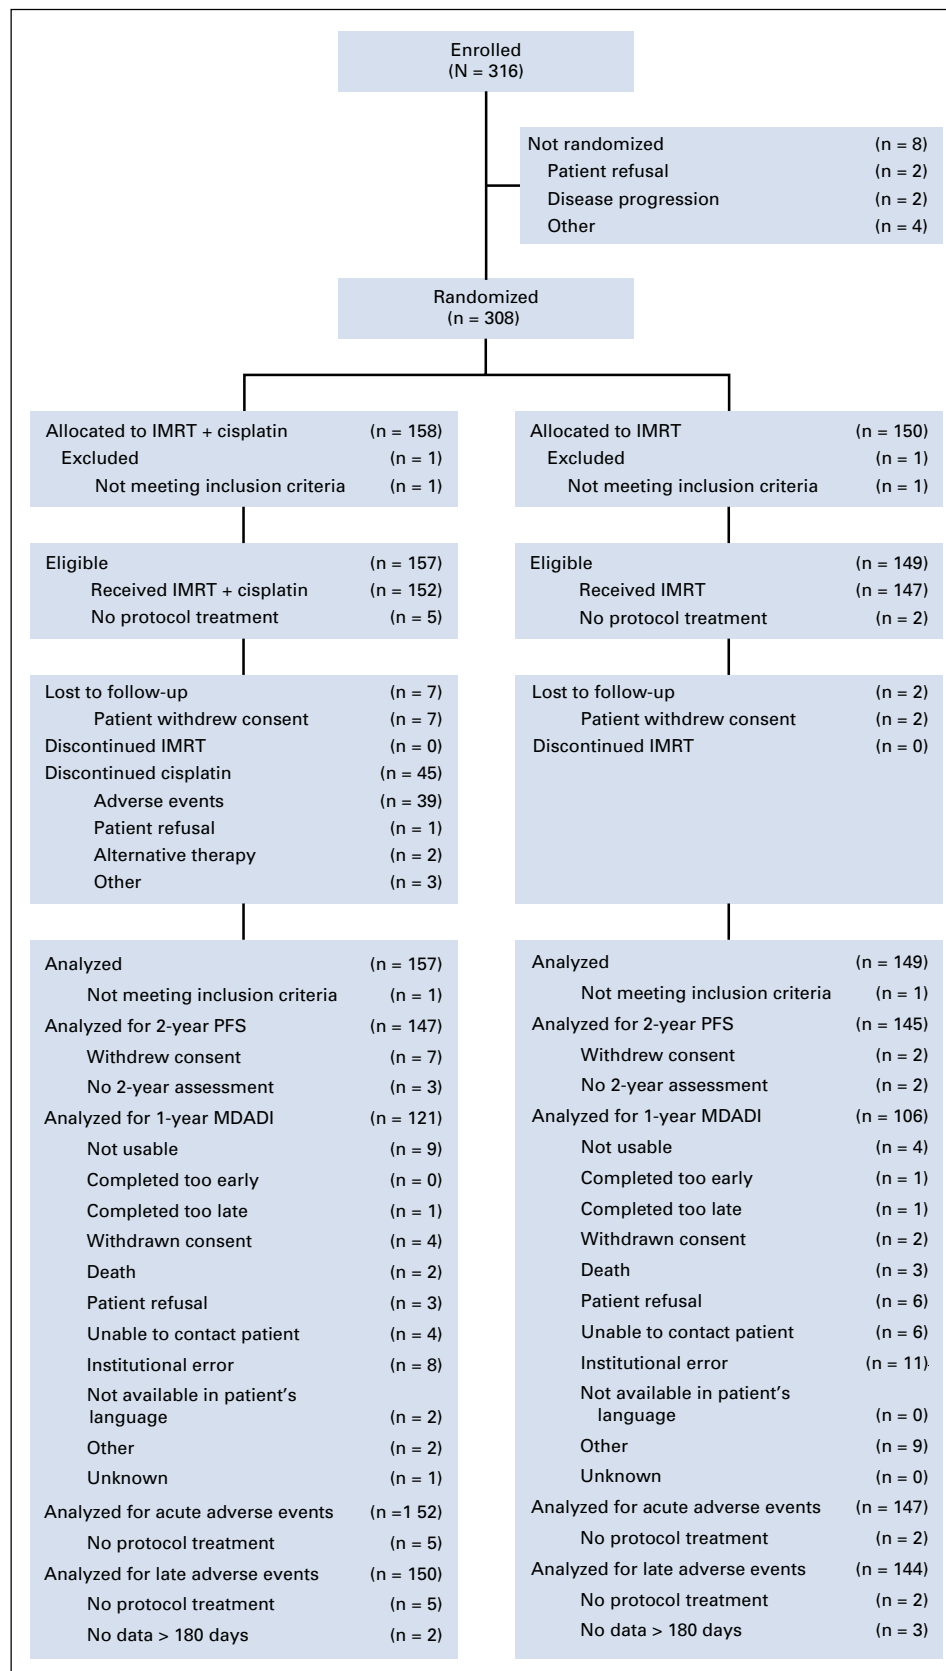 Enrolled
(N = 316)
Not randomized (n = 8)
Patient refusal (n = 2)
Disease progression (n = 2)
Other (n = 4)
Randomized
(n = 308)
Allocated to IMRT + cisplatin (n = 158)
Excluded (n = 1)
Not meeting inclusion criteria (n = 1)
Allocated to IMRT (n = 150)
Excluded (n = 1)
Not meeting inclusion criteria (n = 1)
Eligible (n = 157)
Received IMRT + cisplatin (n = 152)
No protocol treatment (n = 5)
Eligible (n = 149)
Received IMRT (n = 147)
No protocol treatment (n = 2)
Lost to follow-up (n = 7)
Patient withdrew consent (n = 7)
Discontinued IMRT (n = 0)
Discontinued cisplatin (n = 45)
Adverse events (n = 39)
Patient refusal (n = 1)
Alternative therapy (n = 2)
Other (n = 3)
Lost to follow-up (n = 2)
Patient withdrew consent (n = 2)
Discontinued IMRT (n = 0)
Analyzed (n = 157)
Not meeting inclusion criteria (n = 1)
Analyzed for 2-year PFS (n = 147)
Withdrew consent (n = 7)
No 2-year assessment (n = 3)
Analyzed for 1-year MDADI (n = 121)
Not usable (n = 9)
Completed too early (n = 0)
Completed too late (n = 1)
Withdrawn consent (n = 4)
Death (n = 2)
Patient refusal (n = 3)
Unable to contact patient (n = 4)
Institutional error (n = 8)
Not available in patient's
language (n = 2)
Other (n = 2)
Unknown (n = 1)
Analyzed for acute adverse events (n =1 52)
No protocol treatment (n = 5)
Analyzed for late adverse events (n = 150)
No protocol treatment (n = 5)
No data > 180 days (n = 2)
Analyzed (n = 149)
Not meeting inclusion criteria (n = 1)
Analyzed for 2-year PFS (n = 145)
Withdrew consent (n = 2)
No 2-year assessment (n = 2)
Analyzed for 1-year MDADI (n = 106)
Not usable (n = 4)
Completed too early (n = 1)
Completed too late (n = 1)
Withdrawn consent (n = 2)
Death (n = 3)
Patient refusal (n = 6)
Unable to contact patient (n = 6)
Institutional error (n = 11)
Not available in patient's
language (n = 0)
Other (n = 9)
Unknown (n = 0)
Analyzed for acute adverse events (n = 147)
No protocol treatment (n = 2)
Analyzed for late adverse events (n = 144)
No protocol treatment (n = 2)
No data > 180 days (n = 3)